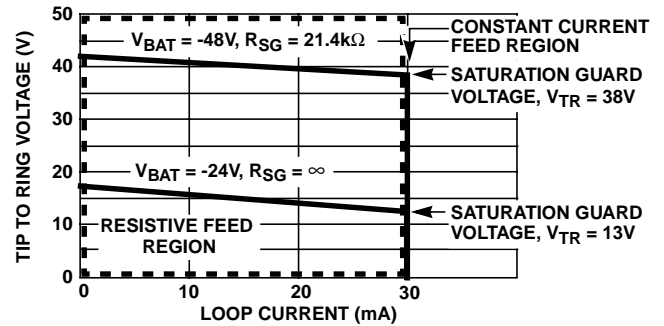 TIP TO RING VOLTAGE (V)
50
40
30
20
10
0
V_BAT = -48V, R_SG = 21.4kΩ
CONSTANT CURRENT
FEED REGION
SATURATION GUARD
VOLTAGE, V_TR = 38V
V_BAT = -24V, R_SG = ∞
RESISTIVE FEED
REGION
SATURATION GUARD
VOLTAGE, V_TR = 13V
0 10 20 30
LOOP CURRENT (mA)